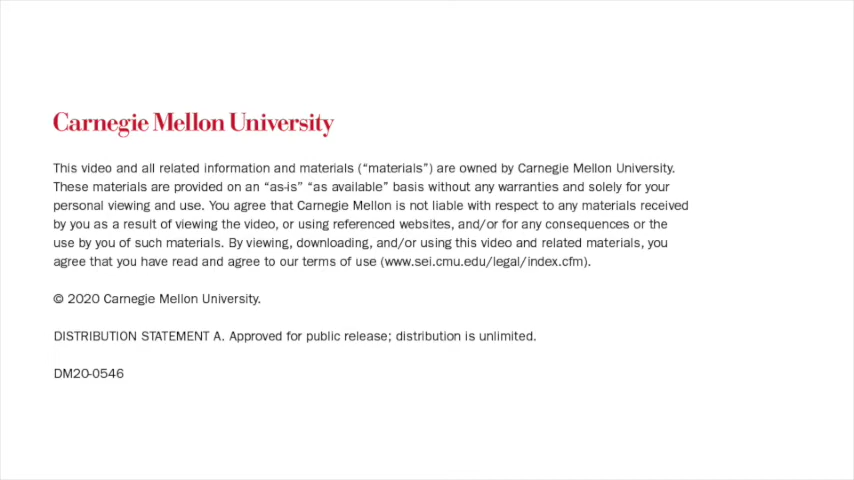 Carnegie Mellon University
This video and all related information and materials (“materials”) are owned by Carnegie Mellon University.
These materials are provided on an “as-is” “as available” basis without any warranties and solely for your
personal viewing and use. You agree that Carnegie Mellon is not liable with respect to any materials received
by you as a result of viewing the video, or using referenced websites, and/or for any consequences or the
use by you of such materials. By viewing, downloading, and/or using this video and related materials, you
agree that you have read and agree to our terms of use (www.sei.cmu.edu/legal/index.cfm).
© 2020 Carnegie Mellon University.
DISTRIBUTION STATEMENT A. Approved for public release; distribution is unlimited.
DM20-0546